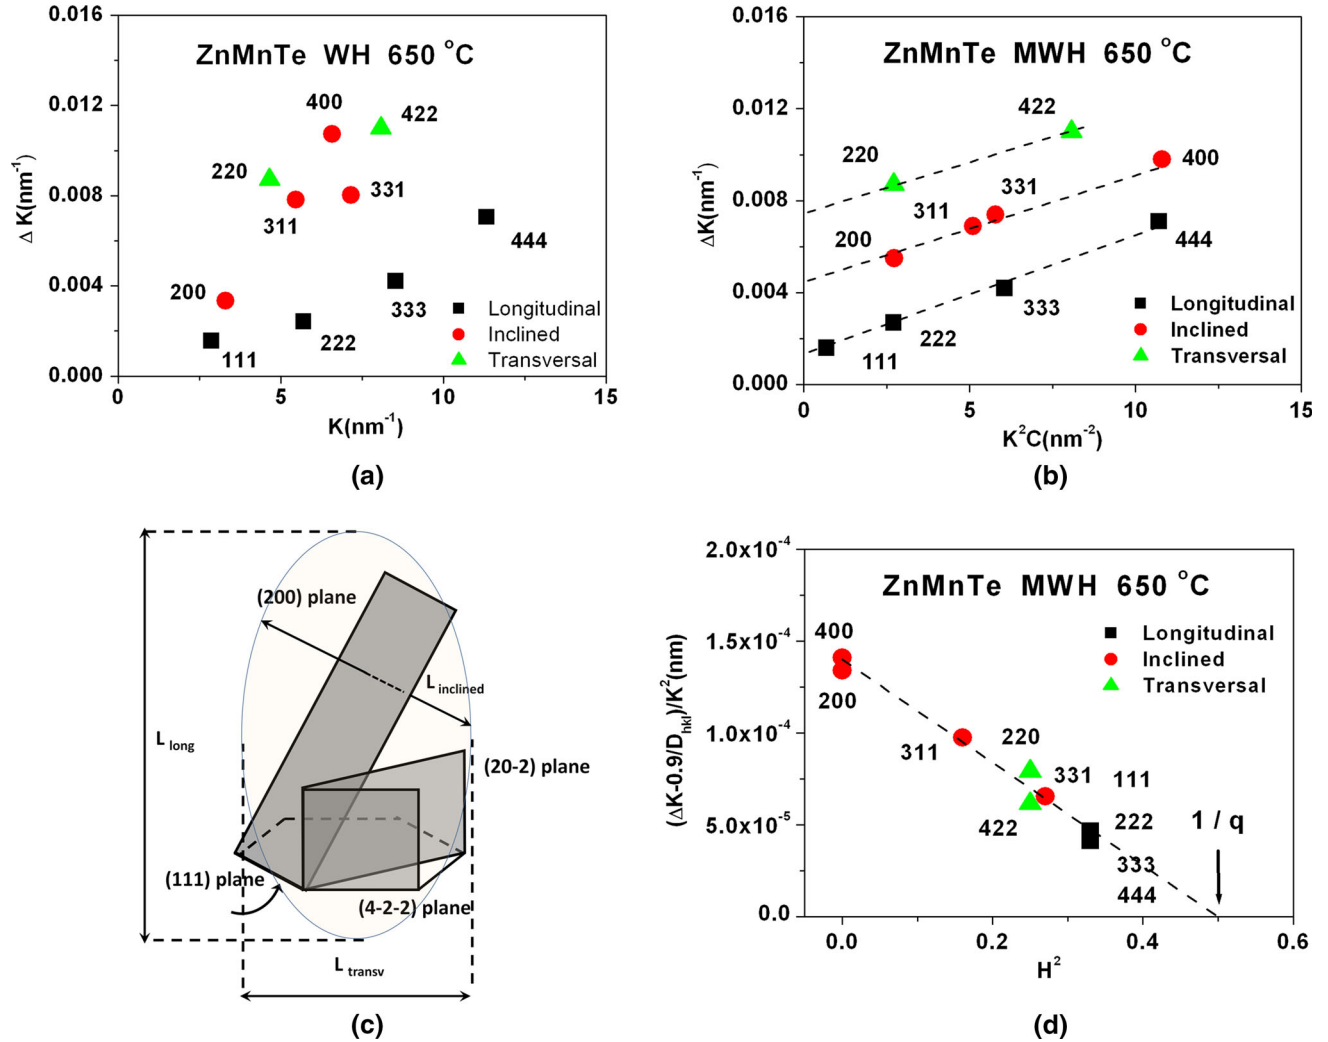 0.016
0.012
0.008
0.004
0.000
Δ K(nm⁻¹)
ZnMnTe WH 650 °C
400
422
220
311
331
200
444
333
111
222
Longitudinal
Inclined
Transversal
0
5
10
15
K(nm⁻¹)
(a)
0.016
0.012
0.008
0.004
0.000
ΔK(nm⁻¹)
ZnMnTe MWH 650 °C
422
220
400
331
311
200
444
333
222
111
Longitudinal
Inclined
Transversal
0
5
10
15
K²C(nm⁻²)
(b)
(200) plane
L inclined
L long
(20-2) plane
(111) plane
(4-2-2) plane
L transv
(c)
2.0x10⁻⁴
1.5x10⁻⁴
1.0x10⁻⁴
5.0x10⁻⁵
0.0
(ΔK-0.9/D_hkl)/K²(nm)
ZnMnTe MWH 650 °C
Longitudinal
Inclined
Transversal
400
200
311
220
331
111
422
222
333
444
1 / q
0.0
0.2
0.4
0.6
H²
(d)